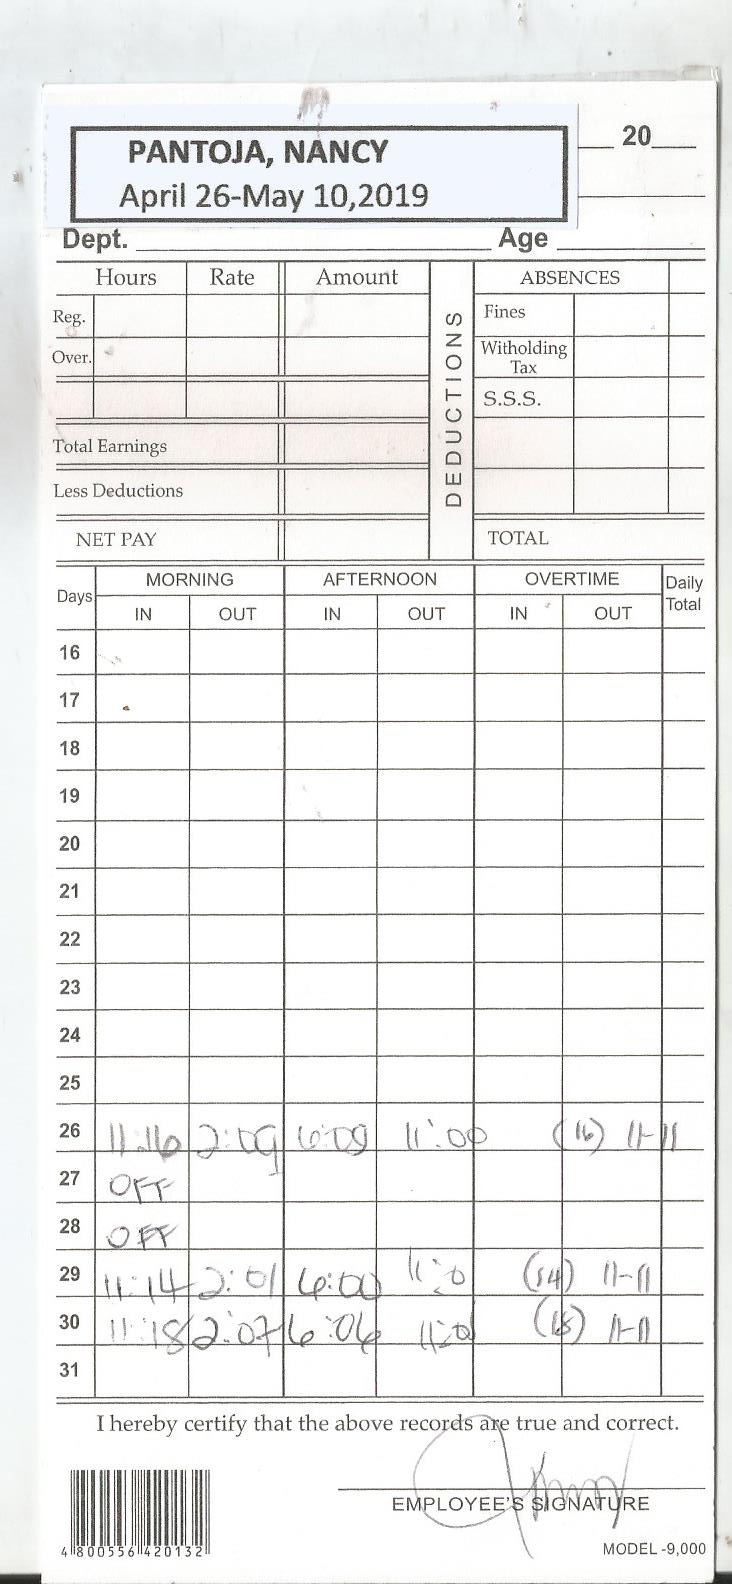 PANTOJA, NANCY
April 26-May 10,2019
20
Dept. Age
Hours Rate Amount DEDUCTIONS ABSENCES
Reg. Fines
Over. Witholding Tax
S.S.S.
Total Earnings
Less Deductions
NET PAY TOTAL
Days MORNING AFTERNOON OVERTIME Daily Total
IN OUT IN OUT IN OUT
16
17
18
19
20
21
22
23
24
25
26 11:16 2:09 6:09 11:00 (16) 11-11
27 OFF
28 OFF
29 11:14 2:01 6:00 11:0 (14) 11-11
30 11:18 2:07 6:06 11:0 (18) 11-11
31
I hereby certify that the above records are true and correct.
EMPLOYEE'S SIGNATURE
4 800556 420132
MODEL -9,000